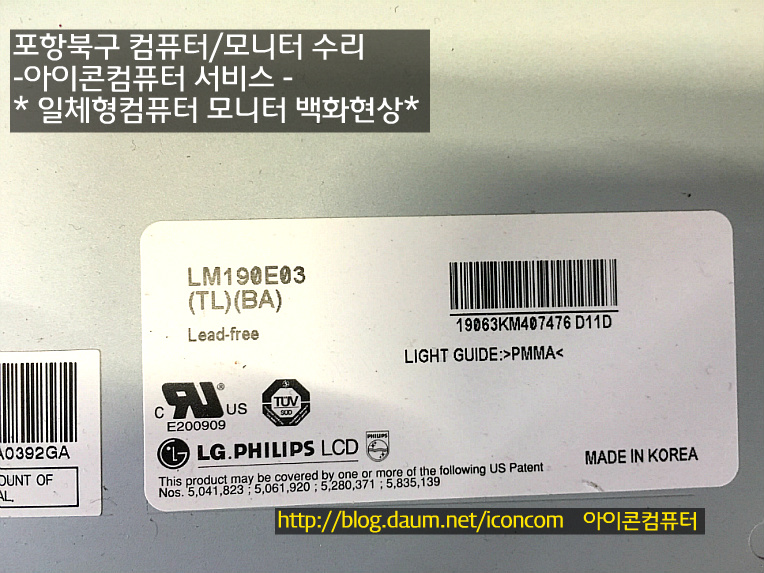 포항북구 컴퓨터/모니터 수리
-아이콘컴퓨터 서비스 -
* 일체형컴퓨터 모니터 백화현상*
LM190E03
(TL)(BA)
Lead-free
19063KM407476 D11D
LIGHT GUIDE:>PMMA<
A0392GA
OUNT OF
AL
C RU ® US
E200909
TÜV
SÜD
LG.PHILIPS LCD
PHILIPS
MADE IN KOREA
This product may be covered by one or more of the following US Patent
Nos. 5,041,823 ; 5,061,920 ; 5,280,371 ; 5,835,139
http://blog.daum.net/iconcom 아이콘컴퓨터